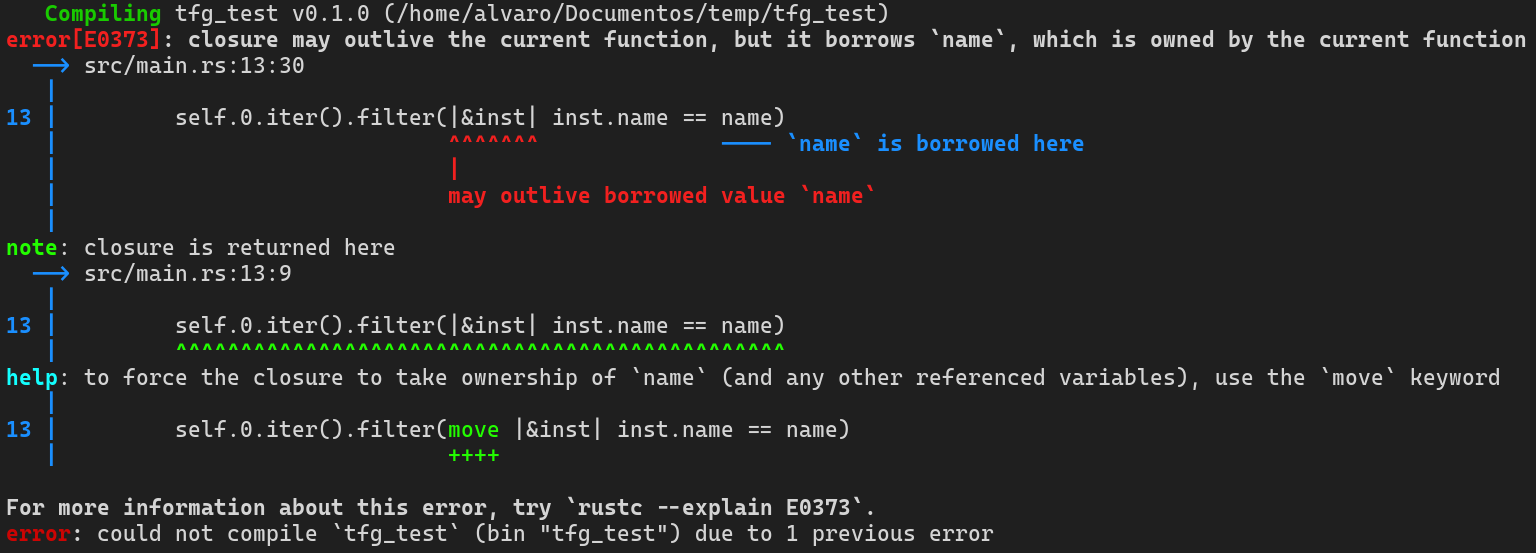 Compiling tfg_test v0.1.0 (/home/alvaro/Documentos/temp/tfg_test)
error[E0373]: closure may outlive the current function, but it borrows `name`, which is owned by the current function
  --> src/main.rs:13:30
   |
13 |         self.0.iter().filter(|&inst| inst.name == name)
   |                              ^^^^^^^              ---- `name` is borrowed here
   |                              |
   |                              may outlive borrowed value `name`
   |
note: closure is returned here
  --> src/main.rs:13:9
   |
13 |         self.0.iter().filter(|&inst| inst.name == name)
   |         ^^^^^^^^^^^^^^^^^^^^^^^^^^^^^^^^^^^^^^^^^^^^^^^
help: to force the closure to take ownership of `name` (and any other referenced variables), use the `move` keyword
   |
13 |         self.0.iter().filter(move |&inst| inst.name == name)
   |                              ++++

For more information about this error, try `rustc --explain E0373`.
error: could not compile `tfg_test` (bin "tfg_test") due to 1 previous error